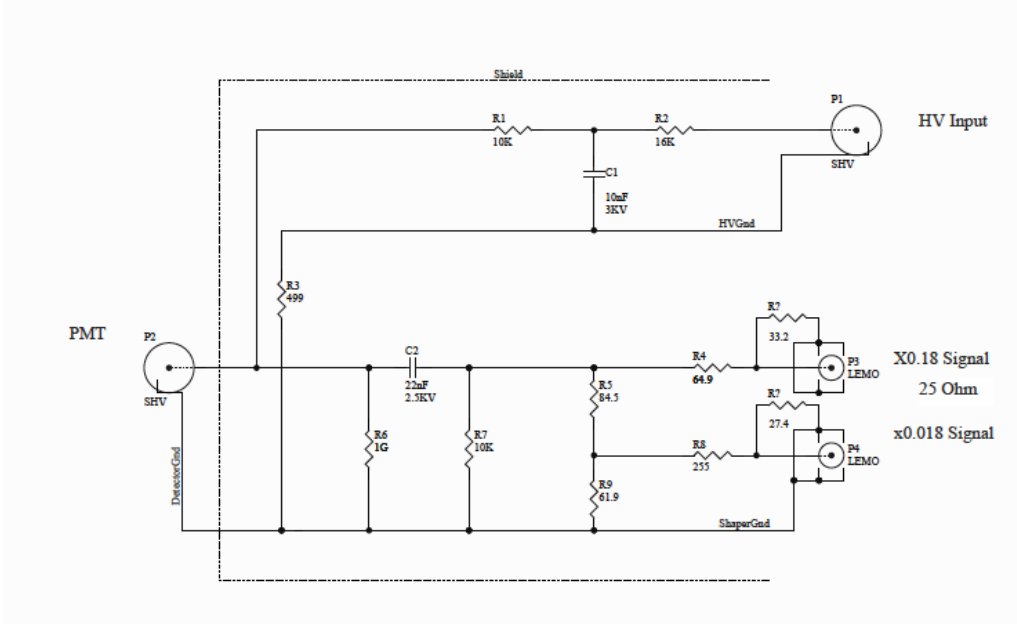 Shield
P1
HV Input
R1
10K
R2
16K
SHV
C1
10nF
3KV
HVGnd
R3
499
PMT
P2
SHV
DetectorGnd
C2
22nF
2.5KV
R6
1G
R7
10K
R5
84.5
R9
61.9
R4
64.9
R?
33.2
P3
LEMO
X0.18 Signal
25 Ohm
R?
27.4
R8
255
P4
LEMO
x0.018 Signal
ShaperGnd